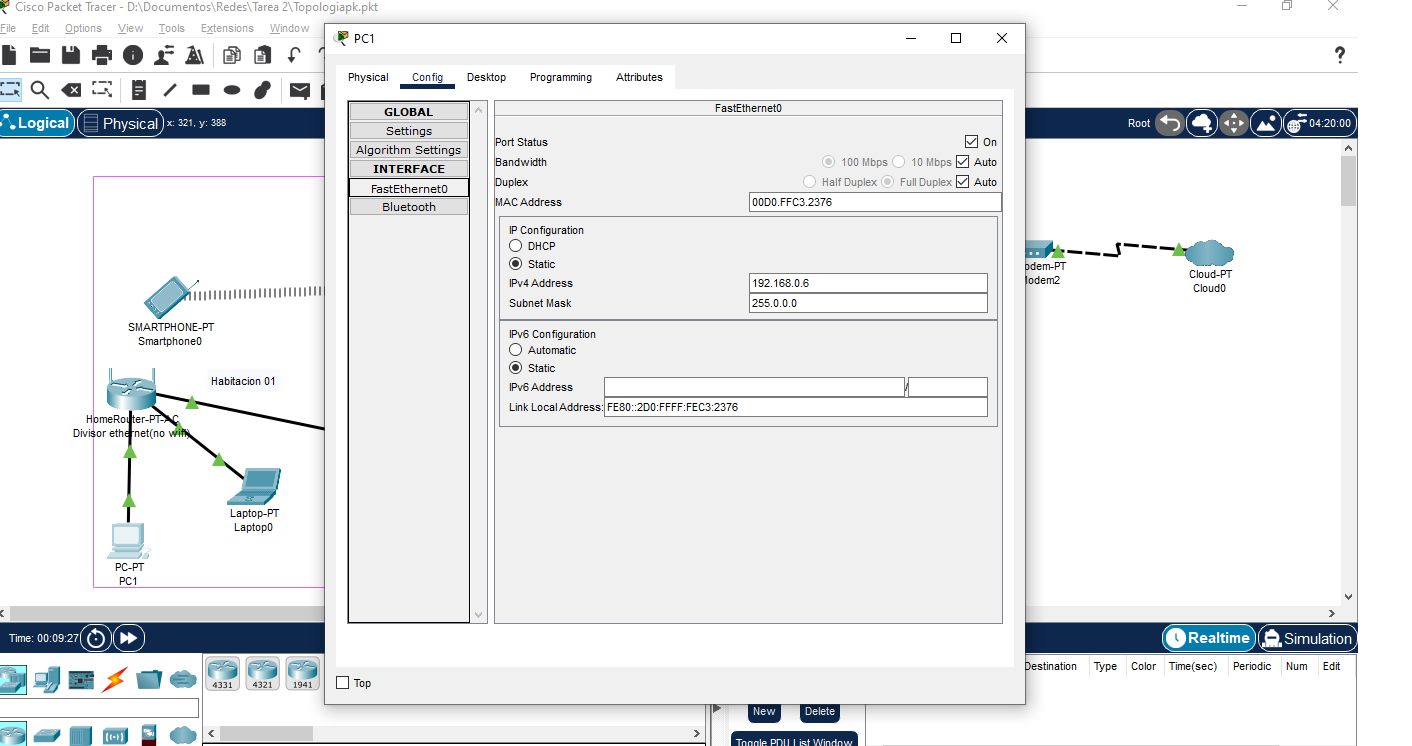 Cisco Packet Tracer - D:\Documentos\Redes\Tarea 2\Topologiapk.pkt
File Edit Options View Tools Extensions Window
Logical Physical x: 321, y: 388
Root 04:20:00
SMARTPHONE-PT
Smartphone0
Habitacion 01
HomeRouter-PT-AC
Divisor ethernet(no wifi)
Laptop-PT
Laptop0
PC-PT
PC1
PC1
Physical Config Desktop Programming Attributes
GLOBAL
Settings
Algorithm Settings
INTERFACE
FastEthernet0
Bluetooth
FastEthernet0
Port Status On
Bandwidth 100 Mbps 10 Mbps Auto
Duplex Half Duplex Full Duplex Auto
MAC Address 00D0.FFC3.2376
IP Configuration
DHCP
Static
IPv4 Address 192.168.0.6
Subnet Mask 255.0.0.0
IPv6 Configuration
Automatic
Static
IPv6 Address /
Link Local Address: FE80::2D0:FFFF:FEC3:2376
Top
odem-PT
odem2
Cloud-PT
Cloud0
Time: 00:09:27
Realtime Simulation
4331 4321 1941
Destination Type Color Time(sec) Periodic Num Edit
New Delete
Toggle PDU List Window